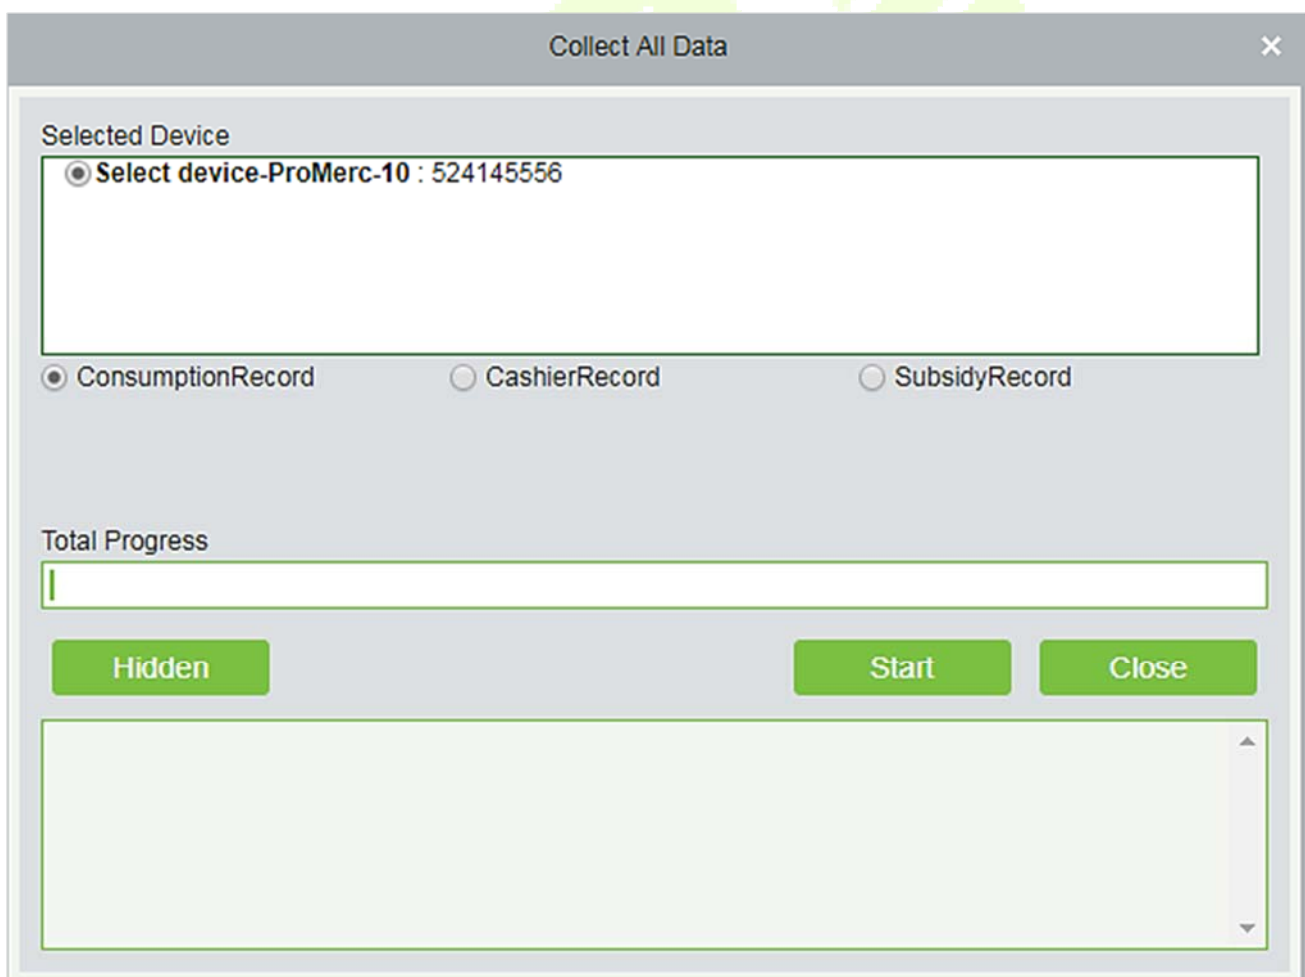 Collect All Data
Selected Device
Select device-ProMerc-10 : 524145556
ConsumptionRecord CashierRecord SubsidyRecord
Total Progress
Hidden Start Close